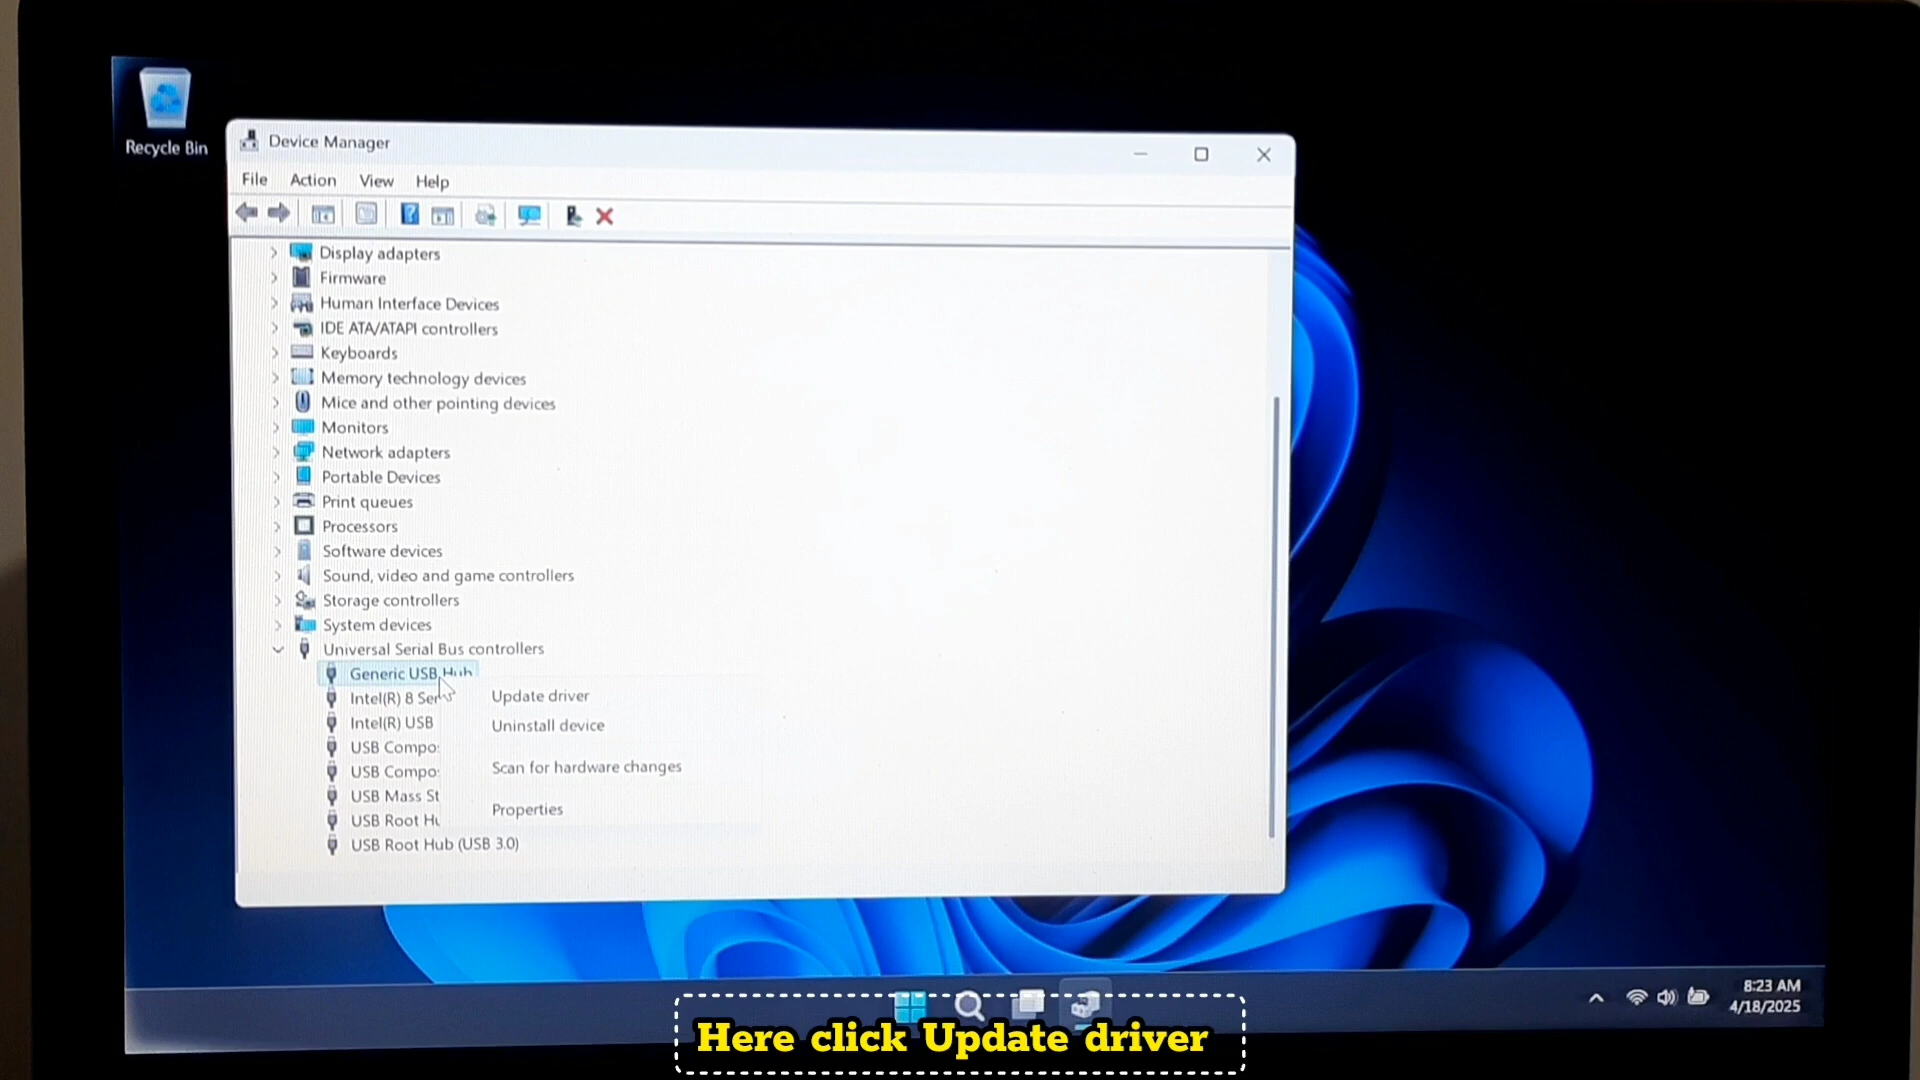 Recycle Bin
Device Manager
File Action View Help
Display adapters
Firmware
Human Interface Devices
IDE ATA/ATAPI controllers
Keyboards
Memory technology devices
Mice and other pointing devices
Monitors
Network adapters
Portable Devices
Print queues
Processors
Software devices
Sound, video and game controllers
Storage controllers
System devices
Universal Serial Bus controllers
Generic USB Hub
Intel(R) 8 Ser
Intel(R) USB
USB Compo
USB Compo
USB Mass St
USB Root Hu
USB Root Hub (USB 3.0)
Update driver
Uninstall device
Scan for hardware changes
Properties
8:23 AM
4/18/2025
Here click Update driver